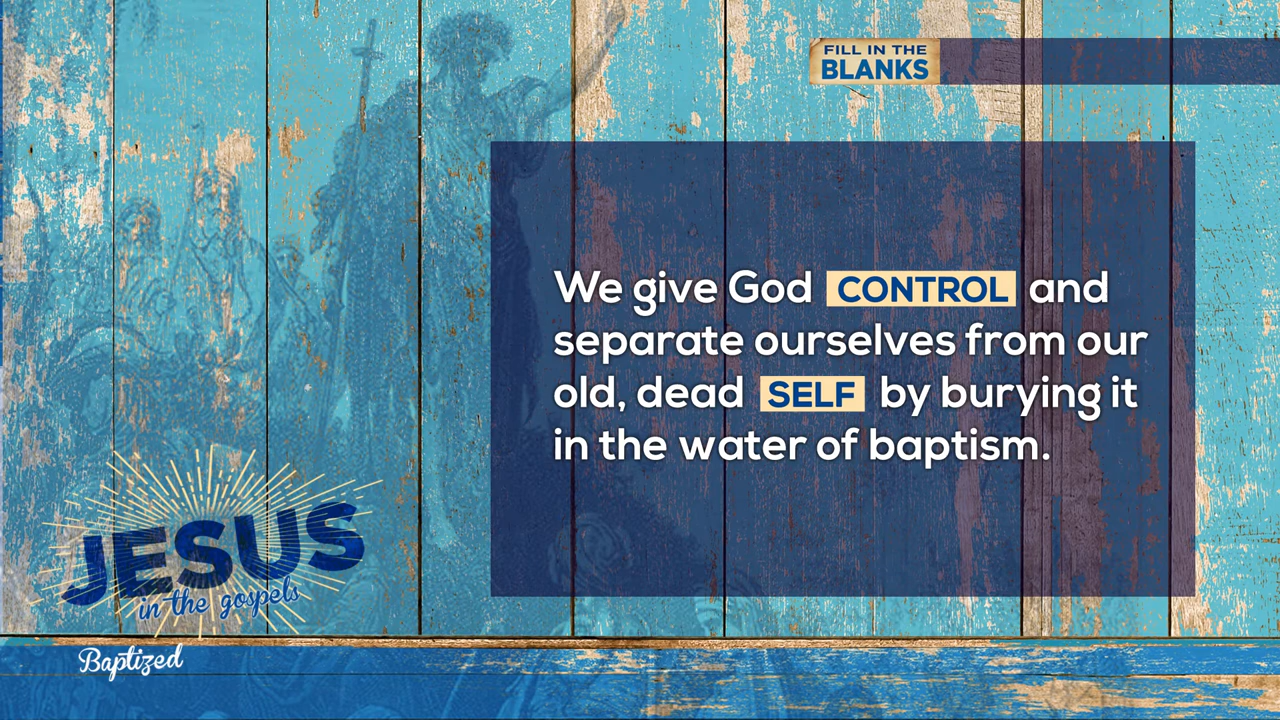 FILL IN THE
BLANKS
We give God CONTROL and
separate ourselves from our
old, dead SELF by burying it
in the water of baptism.
JESUS
in the gospels
Baptized